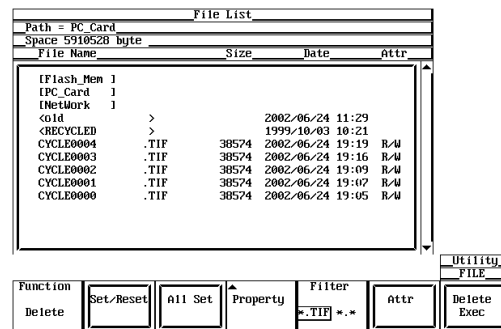 File List
Path = PC_Card
Space 5910528 byte
File Name Size Date Attr
[Flash_Mem ]
[PC_Card ]
[NetWork ]
<old > 2002/06/24 11:29
<RECYCLED > 1999/10/03 10:21
CYCLE0004 .TIF 38574 2002/06/24 19:19 R/W
CYCLE0003 .TIF 38574 2002/06/24 19:16 R/W
CYCLE0002 .TIF 38574 2002/06/24 19:09 R/W
CYCLE0001 .TIF 38574 2002/06/24 19:07 R/W
CYCLE0000 .TIF 38574 2002/06/24 19:05 R/W
Utility
FILE
Function
Delete
Set/Reset
All Set
Property
Filter
*.TIF *.*
Attr
Delete
Exec